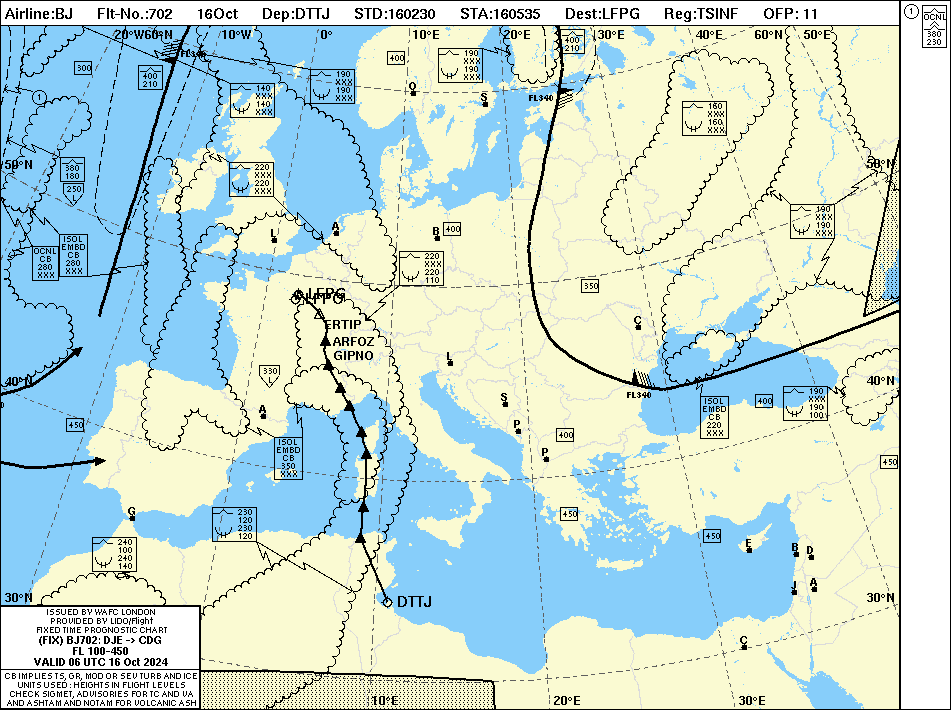 Airline:BJ Flt-No.:702 16Oct Dep:DTTJ STD:160230 STA:160535 Dest:LFPG Reg:TSINF OFP: 11
1
OCNL
380
230
20°W60°N 10°W 0° 10°E 20°E 30°E 40°E 60°N 50°E
FL340
300
400
210
190
XXX
190
XXX
400
190
XXX
190
XXX
400
210
140
XXX
140
XXX
1
O
S
FL340
160
XXX
160
XXX
50°N
50°N
380
180
250
L
220
XXX
220
XXX
190
XXX
190
XXX
L
A
B
400
OCNL
CB
280
XXX
ISOL
EMBD
CB
280
XXX
220
XXX
220
110
350
LFPG
LFPG
ERTIP
ARFOZ
GIPNO
C
L
330
L
40°N
40°N
FL340
A
S
P
P
400
ISOL
EMBD
CB
220
XXX
400
190
XXX
190
100
450
ISOL
EMBD
CB
350
XXX
400
450
G
230
120
230
120
450
450
240
100
240
140
E
B
D
J
A
30°N
30°N
DTTJ
C
ISSUED BY WAFC LONDON
PROVIDED BY LIDO/Flight
FIXED TIME PROGNOSTIC CHART
(FIX) BJ702: DJE -> CDG
FL 100-450
VALID 06 UTC 16 Oct 2024
CB IMPLIES TS, GR, MOD OR SEV TURB AND ICE
UNITS USED : HEIGHTS IN FLIGHT LEVELS
CHECK SIGMET, ADVISORIES FOR TC AND VA
AND ASHTAM AND NOTAM FOR VOLCANIC ASH
10°E 20°E 30°E